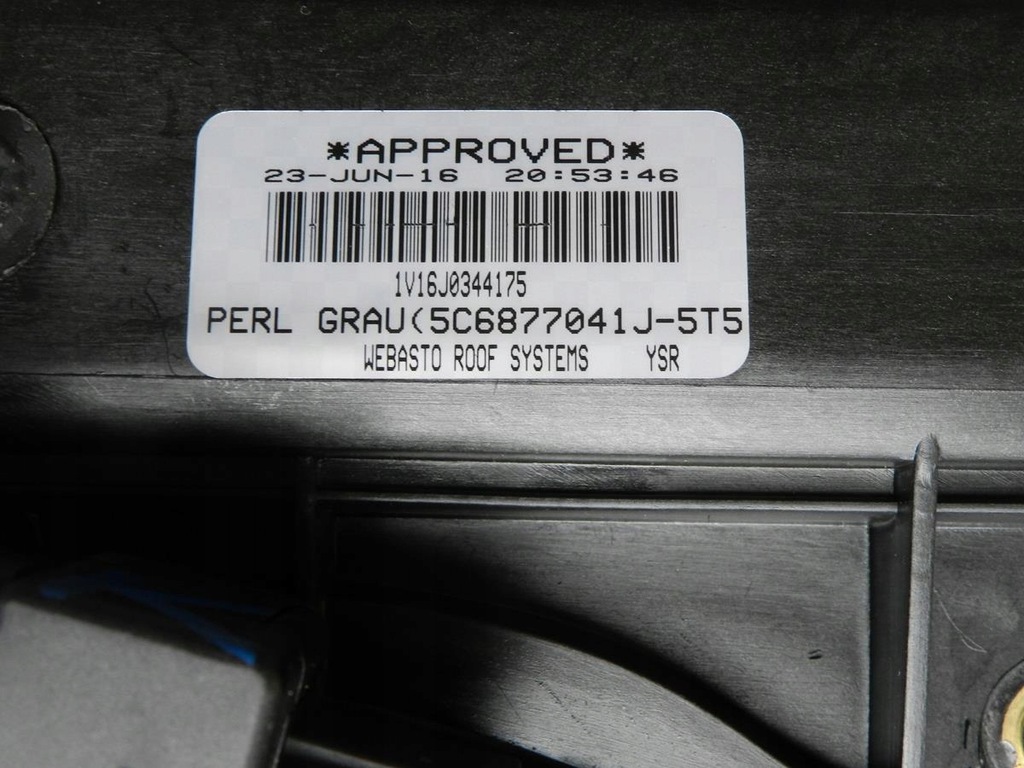 *APPROVED*
23-JUN-16 20:53:46
1V16J0344175
PERL GRAU(5C6877041J-5T5
WEBASTO ROOF SYSTEMS YSR